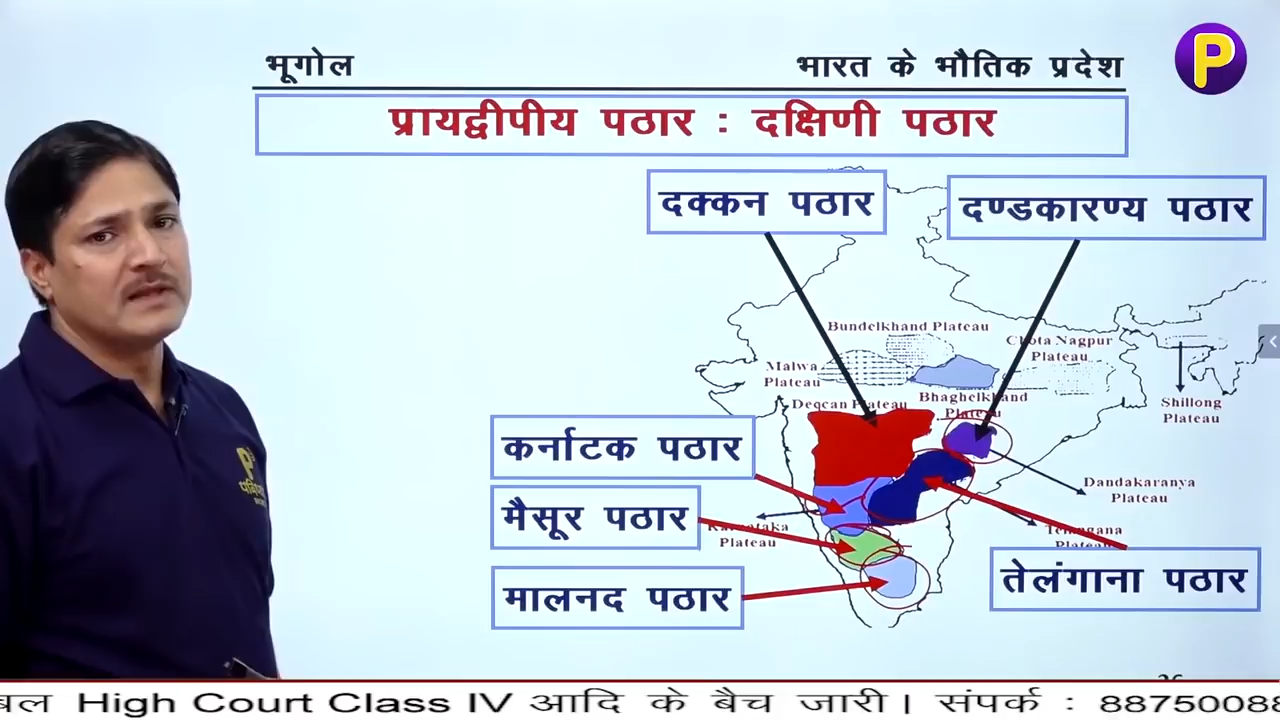 भूगोल
भारत के भौतिक प्रदेश
P
प्रायद्वीपीय पठार : दक्षिणी पठार
दक्कन पठार
दण्डकारण्य पठार
Bundelkhand Plateau
Chota Nagpur
Plateau
Malwa
Plateau
Deccan Plateau
Baghelkhand
Plateau
Shillong
Plateau
कर्नाटक पठार
Dandakaranya
Plateau
मैसूर पठार
Karnataka
Plateau
Telangana
Plateau
तेलंगाना पठार
मालनद पठार
बल High Court Class IV आदि के बैच जारी। संपर्क : 8875008